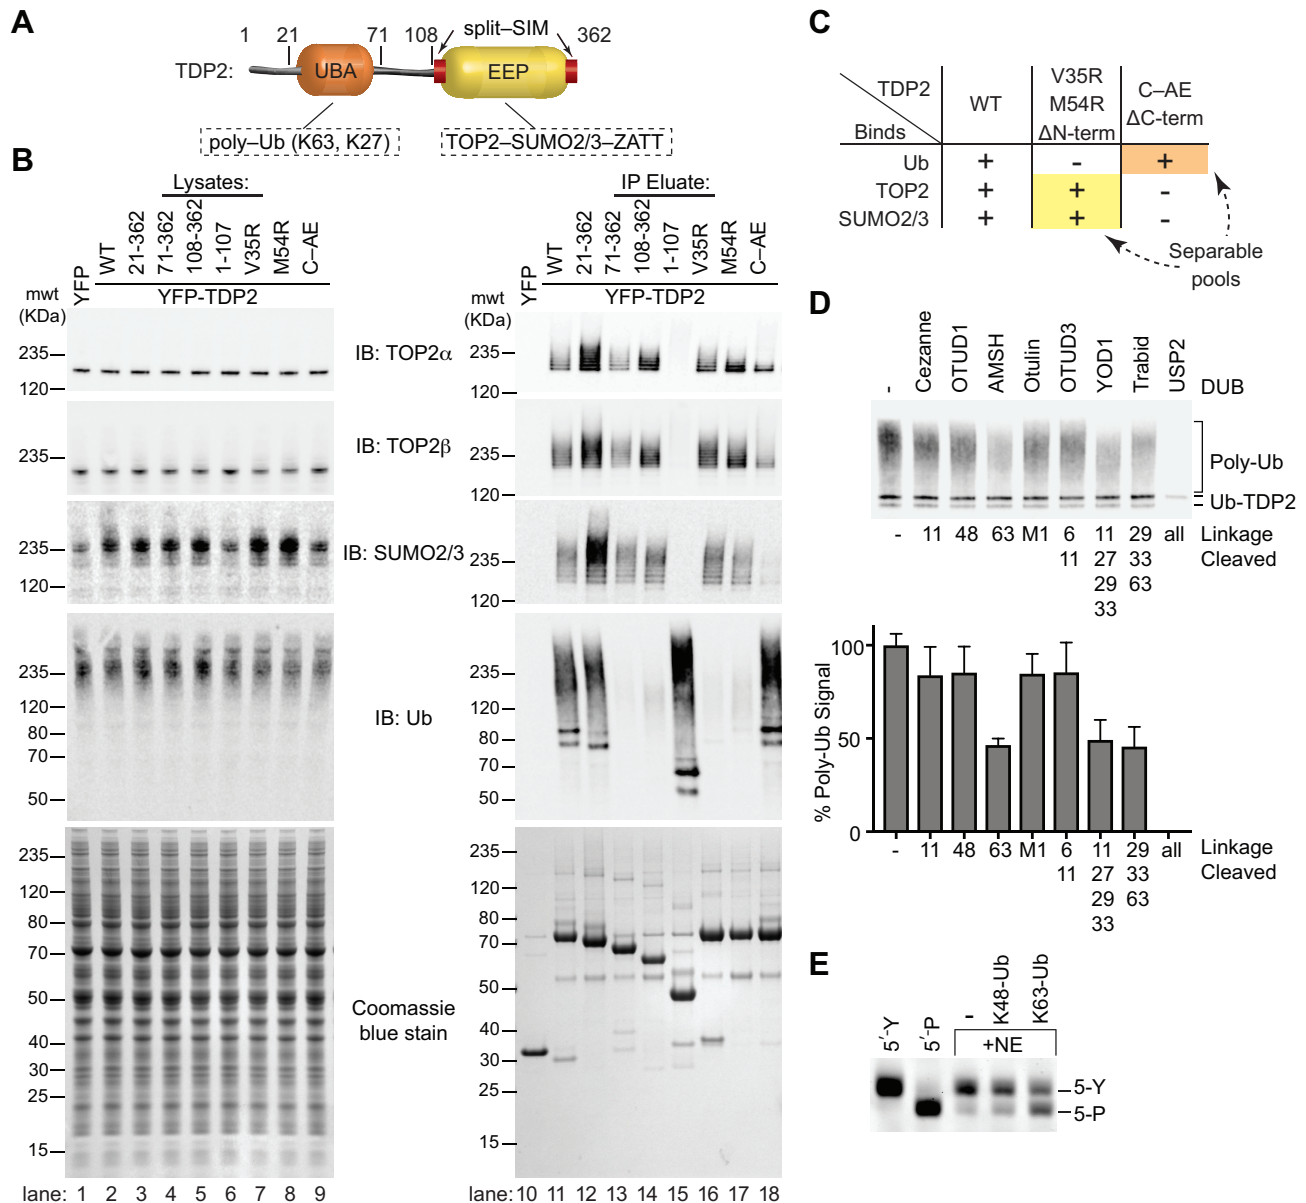 A
1 21 71 108 split–SIM 362
TDP2: UBA EEP
poly–Ub (K63, K27) TOP2–SUMO2/3–ZATT
B
Lysates:
YFP WT 21-362 71-362 108-362 1-107 V35R M54R C–AE
YFP-TDP2
mwt
(KDa)
235
120
IB: TOP2α
235
IB: TOP2β
235
120
IB: SUMO2/3
235
120
80
70
50
IB: Ub
235
120
80
70
50
40
30
25
15
Coomassie
blue stain
lane: 1 2 3 4 5 6 7 8 9
IP Eluate:
YFP WT 21-362 71-362 108-362 1-107 V35R M54R C–AE
YFP-TDP2
mwt
(KDa)
235
120
235
120
235
120
235
120
80
70
50
235
120
80
70
50
40
30
25
15
lane: 10 11 12 13 14 15 16 17 18
C
TDP2 WT V35R M54R ΔN-term C–AE ΔC-term
Binds
Ub + - +
TOP2 + + -
SUMO2/3 + + -
Separable
pools
D
- Cezanne OTUD1 AMSH Otulin OTUD3 YOD1 Trabid USP2 DUB
Poly-Ub
Ub-TDP2
- 11 48 63 M1 6 11 29 all Linkage
11 27 33 Cleaved
29 63
33
% Poly-Ub Signal
100
50
0
- 11 48 63 M1 6 11 29 all Linkage
11 27 33 Cleaved
29 63
33
E
5′-Y 5′-P - K48-Ub K63-Ub
+NE
5-Y
5-P